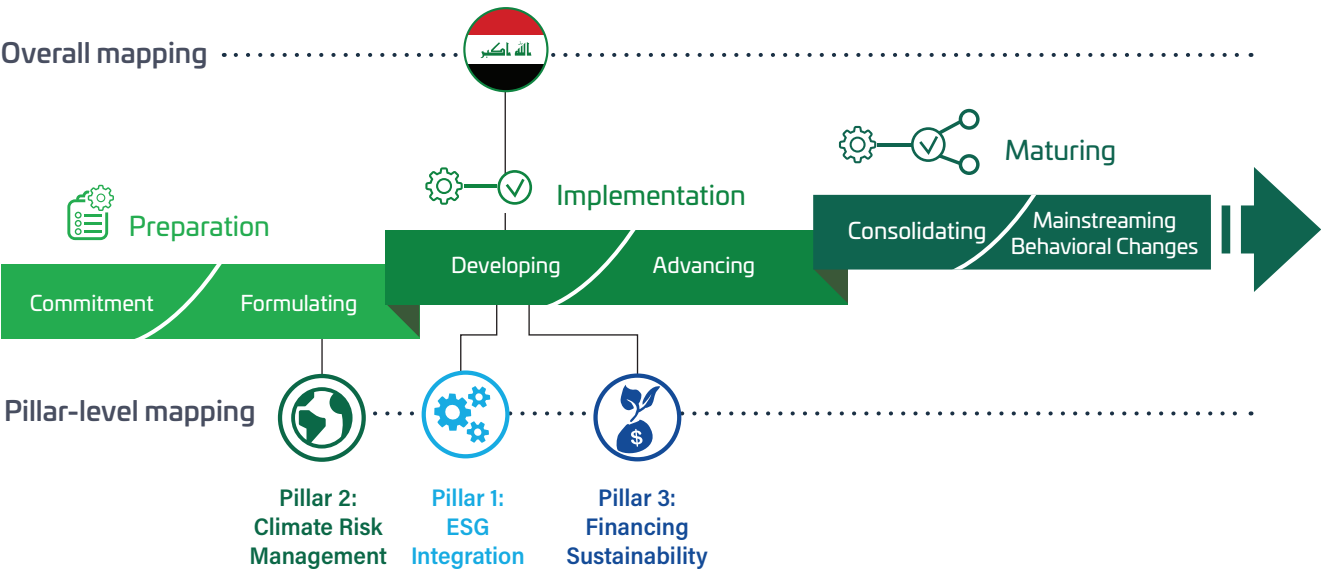 Overall mapping
الله اكبر
Preparation
Implementation
Maturing
Commitment
Formulating
Developing
Advancing
Consolidating
Mainstreaming
Behavioral Changes
Pillar-level mapping
$
Pillar 2:
Climate Risk
Management
Pillar 1:
ESG
Integration
Pillar 3:
Financing
Sustainability